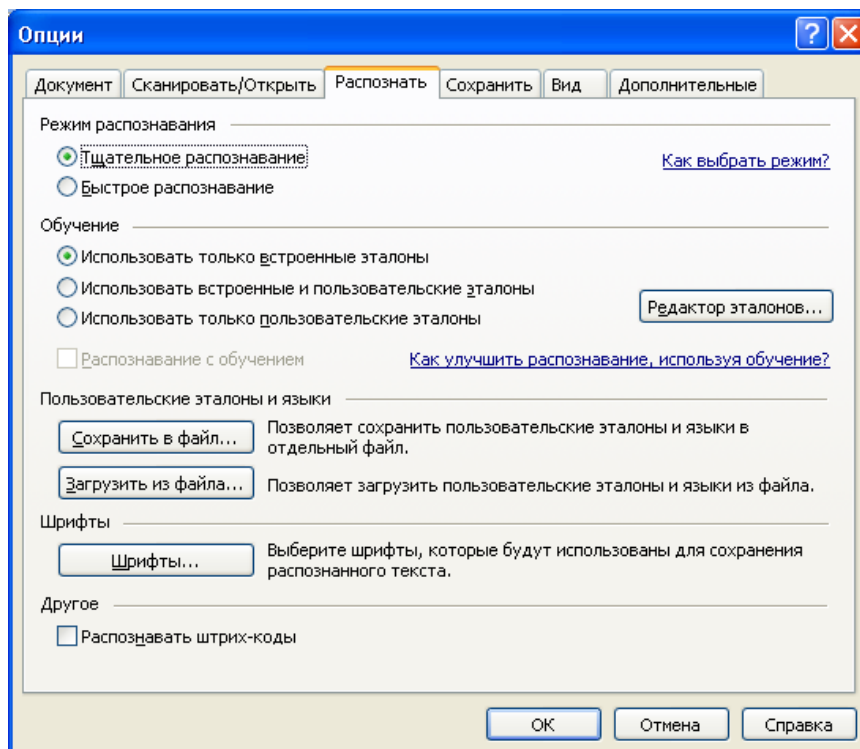 Опции
Документ Сканировать/Открыть Распознать Сохранить Вид Дополнительные
Режим распознавания
Тщательное распознавание
Как выбрать режим?
Быстрое распознавание
Обучение
Использовать только встроенные эталоны
Использовать встроенные и пользовательские эталоны
Редактор эталонов...
Использовать только пользовательские эталоны
Распознавание с обучением
Как улучшить распознавание, используя обучение?
Пользовательские эталоны и языки
Сохранить в файл...
Позволяет сохранить пользовательские эталоны и языки в
отдельный файл.
Загрузить из файла...
Позволяет загрузить пользовательские эталоны и языки из файла.
Шрифты
Шрифты...
Выберите шрифты, которые будут использованы для сохранения
распознанного текста.
Другое
Распознавать штрих-коды
ОК Отмена Справка